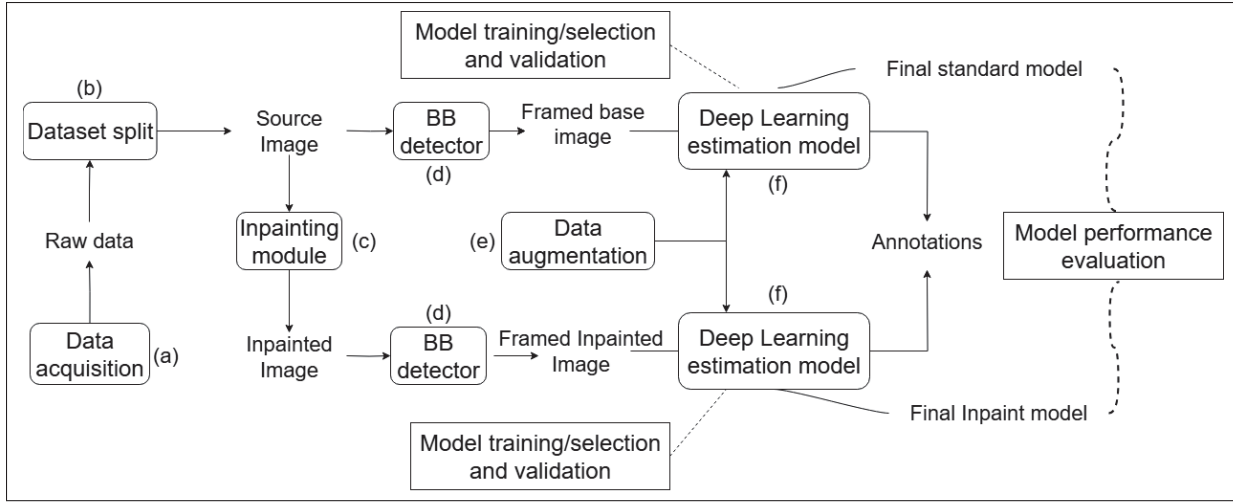 Model training/selection
and validation
Final standard model
(b)
Dataset split
Source
Image
BB
detector
(d)
Framed base
image
Deep Learning
estimation model
(f)
Raw data
Inpainting
module
(c)
(e)
Data
augmentation
Annotations
Model performance
evaluation
Data
acquisition
(a)
Inpainted
Image
(d)
BB
detector
Framed Inpainted
Image
(f)
Deep Learning
estimation model
Final Inpaint model
Model training/selection
and validation